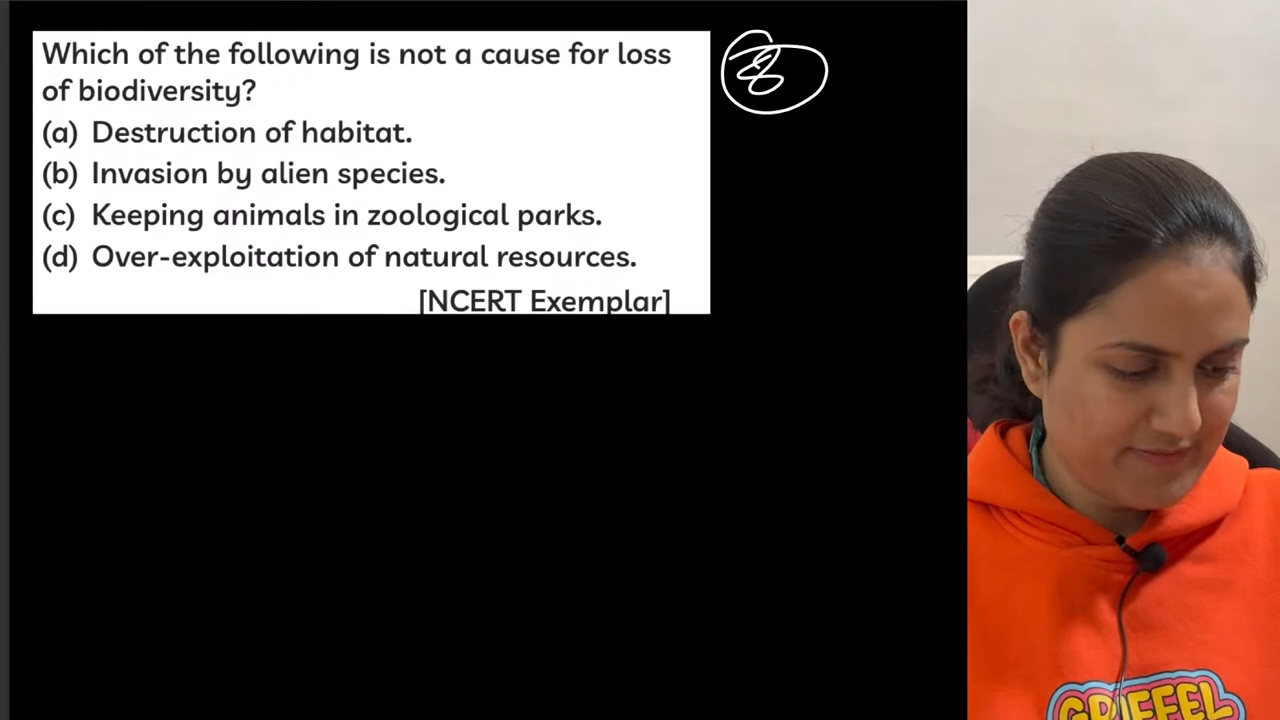 Which of the following is not a cause for loss
of biodiversity?
(a) Destruction of habitat.
(b) Invasion by alien species.
(c) Keeping animals in zoological parks.
(d) Over-exploitation of natural resources.
[NCERT Exemplar]